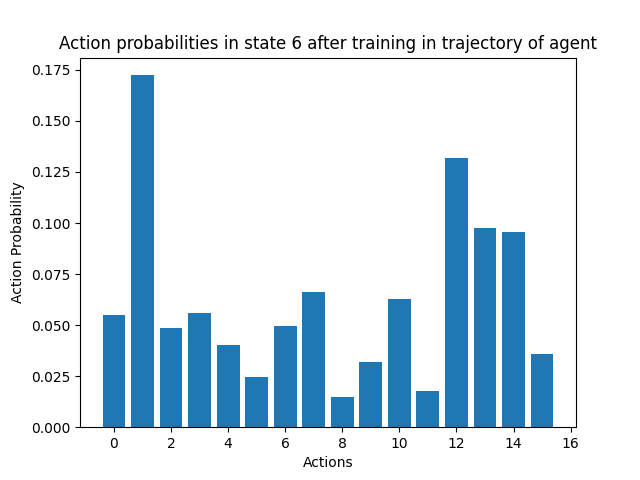 Action probabilities in state 6 after training in trajectory of agent
0.175
0.150
0.125
0.100
0.075
0.050
0.025
0.000
Action Probability
0 2 4 6 8 10 12 14 16
Actions